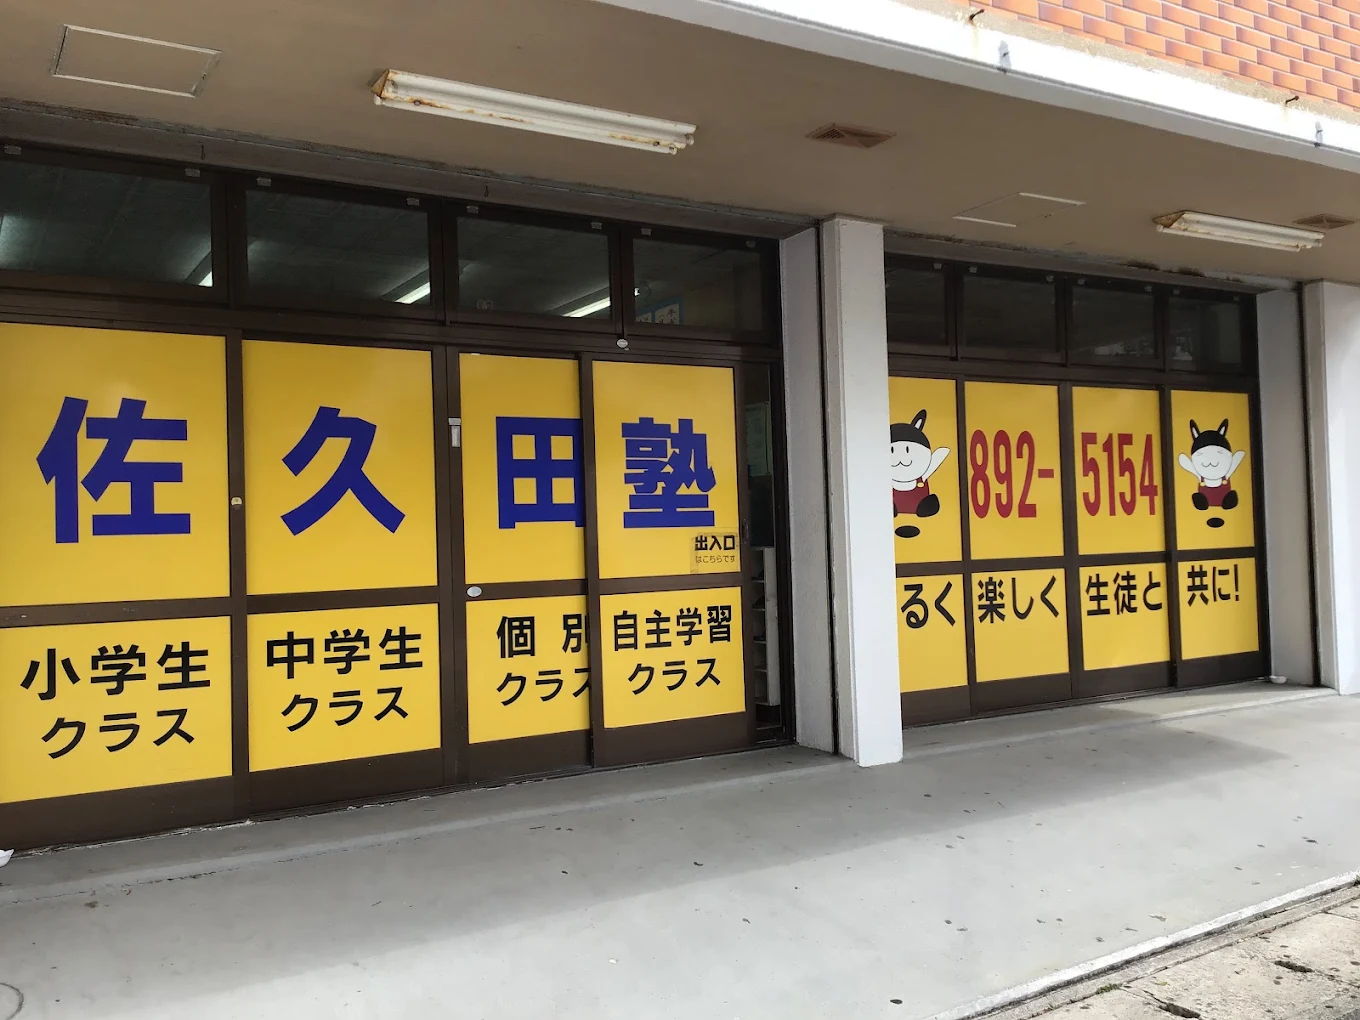 佐久田塾
出入口
はこちらです
小学生
クラス
中学生
クラス
個別
クラス
自主学習
クラス
892-5154
るく楽しく生徒と共に!